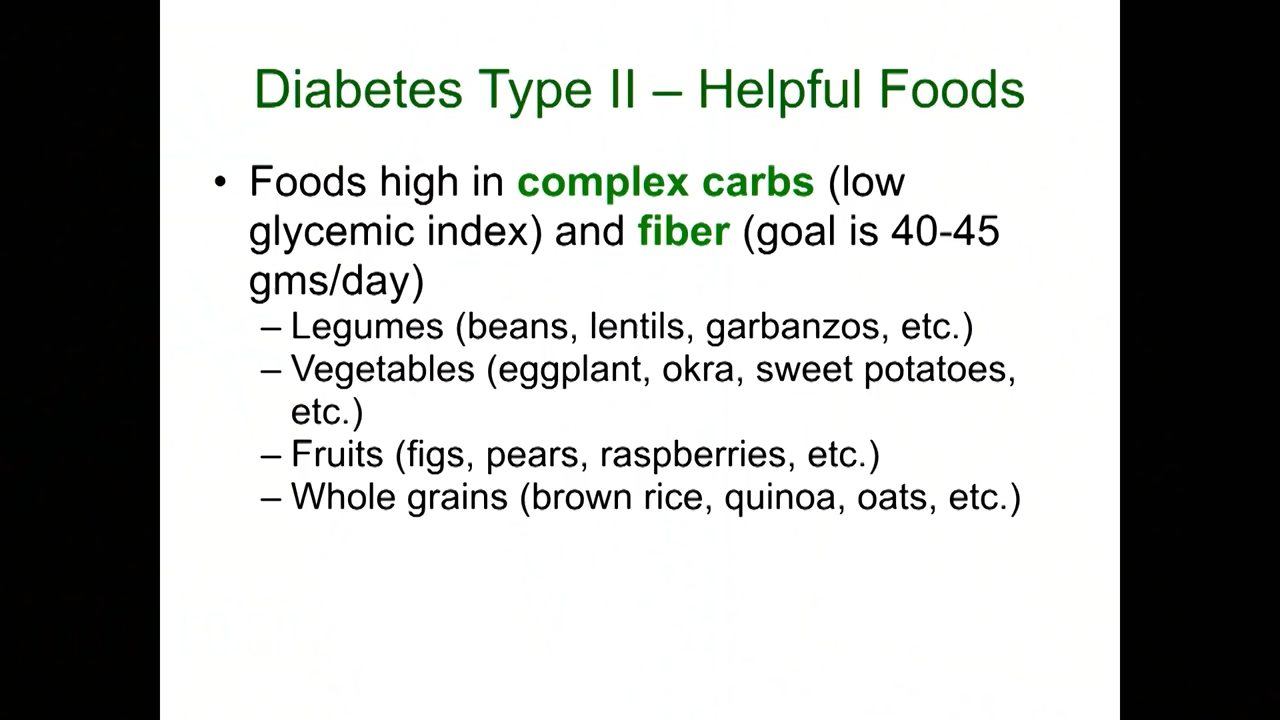 Diabetes Type II – Helpful Foods
• Foods high in complex carbs (low
glycemic index) and fiber (goal is 40-45
gms/day)
– Legumes (beans, lentils, garbanzos, etc.)
– Vegetables (eggplant, okra, sweet potatoes,
etc.)
– Fruits (figs, pears, raspberries, etc.)
– Whole grains (brown rice, quinoa, oats, etc.)